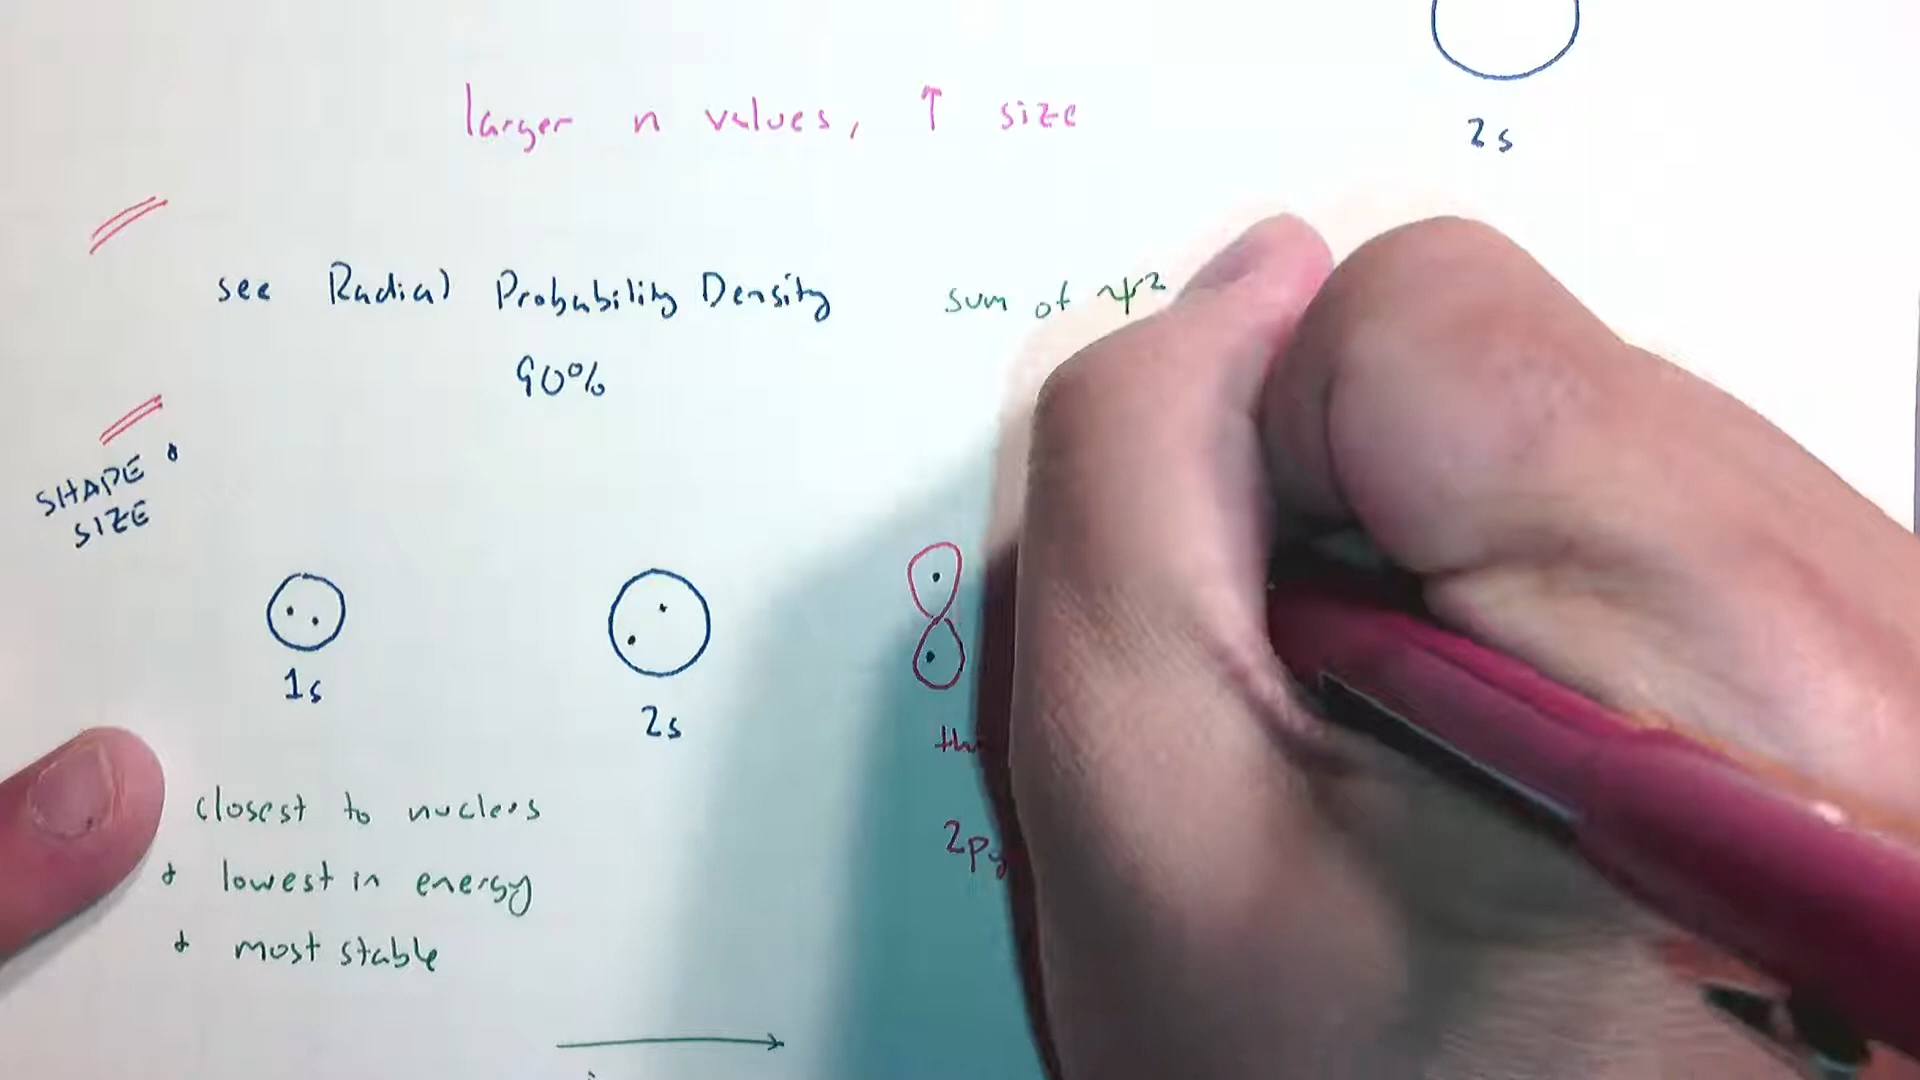 larger n values, ↑ size
2s
see Radial Probability Density
sum of ψ²
90%
SHAPE
SIZE
1s
2s
2py
closest to nucleus
+ lowest in energy
+ most stable